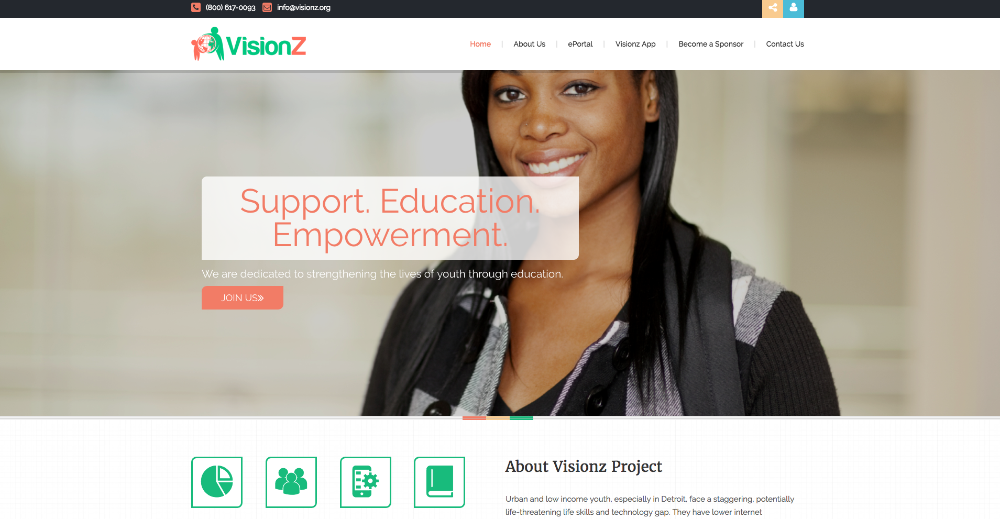 (800) 617-0093 info@visionz.org
VisionZ
Home About Us ePortal Visionz App Become a Sponsor Contact Us
Support. Education.
Empowerment.
We are dedicated to strengthening the lives of youth through education.
JOIN US»
About Visionz Project
Urban and low income youth, especially in Detroit, face a staggering, potentially
life-threatening life skills and technology gap. They have lower internet